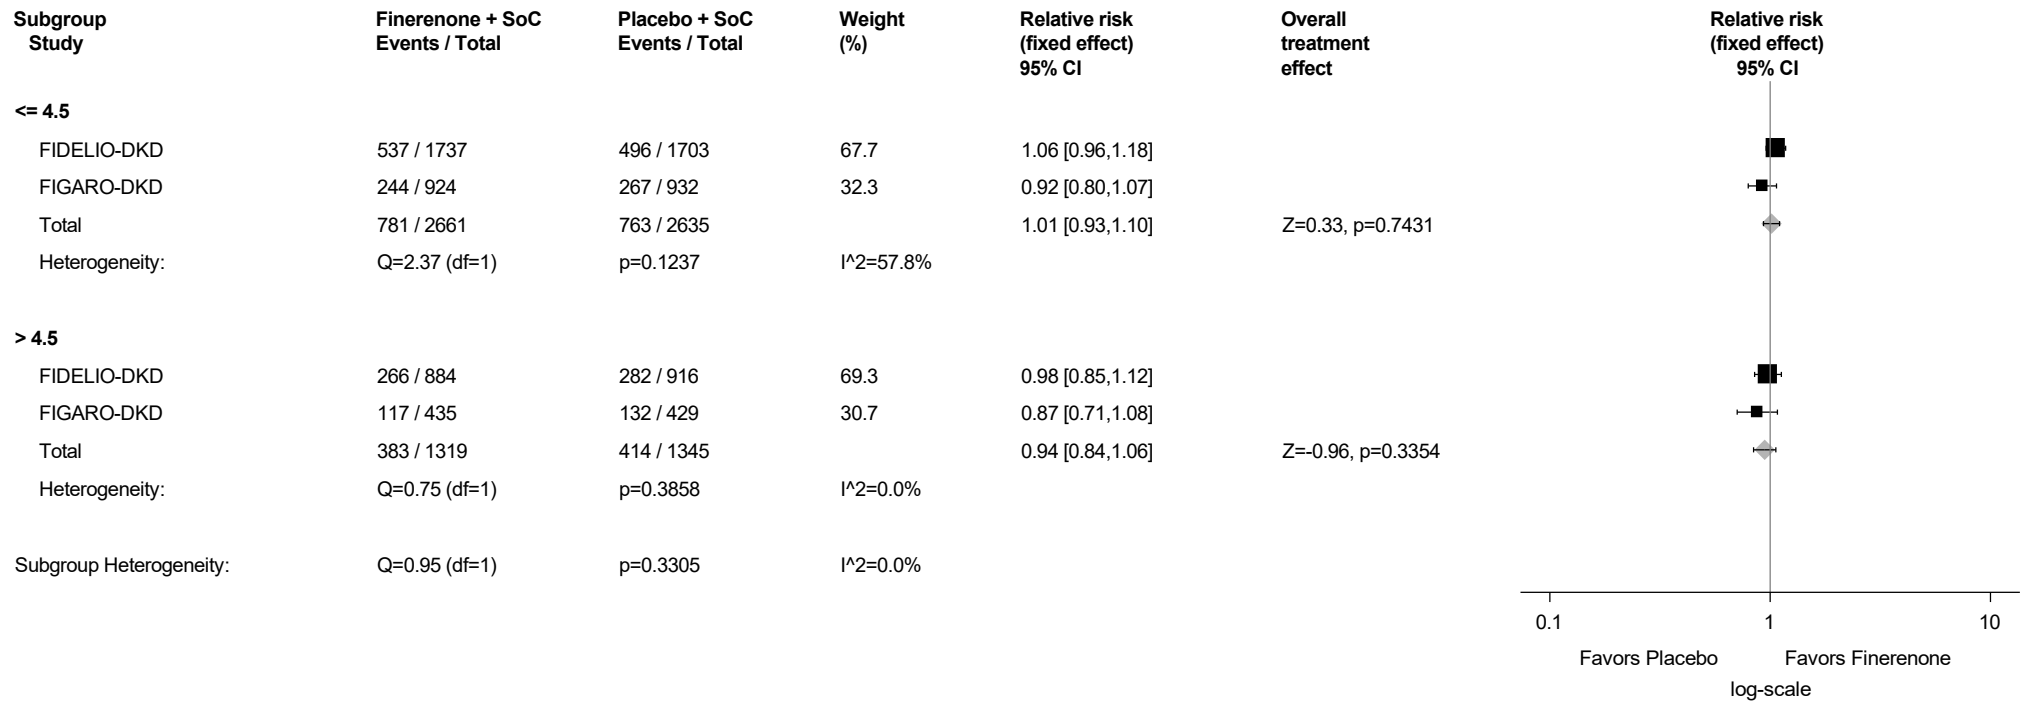 Subgroup Finerenone + SoC Placebo + SoC Weight Relative risk Overall Relative risk
Study Events / Total Events / Total (%) (fixed effect) treatment (fixed effect)
95% CI effect 95% CI
<= 4.5
FIDELIO-DKD 537 / 1737 496 / 1703 67.7 1.06 [0.96,1.18]
FIGARO-DKD 244 / 924 267 / 932 32.3 0.92 [0.80,1.07]
Total 781 / 2661 763 / 2635 1.01 [0.93,1.10] Z=0.33, p=0.7431
Heterogeneity: Q=2.37 (df=1) p=0.1237 I^2=57.8%
> 4.5
FIDELIO-DKD 266 / 884 282 / 916 69.3 0.98 [0.85,1.12]
FIGARO-DKD 117 / 435 132 / 429 30.7 0.87 [0.71,1.08]
Total 383 / 1319 414 / 1345 0.94 [0.84,1.06] Z=-0.96, p=0.3354
Heterogeneity: Q=0.75 (df=1) p=0.3858 I^2=0.0%
Subgroup Heterogeneity: Q=0.95 (df=1) p=0.3305 I^2=0.0%
0.1 1 10
Favors Placebo Favors Finerenone
log-scale